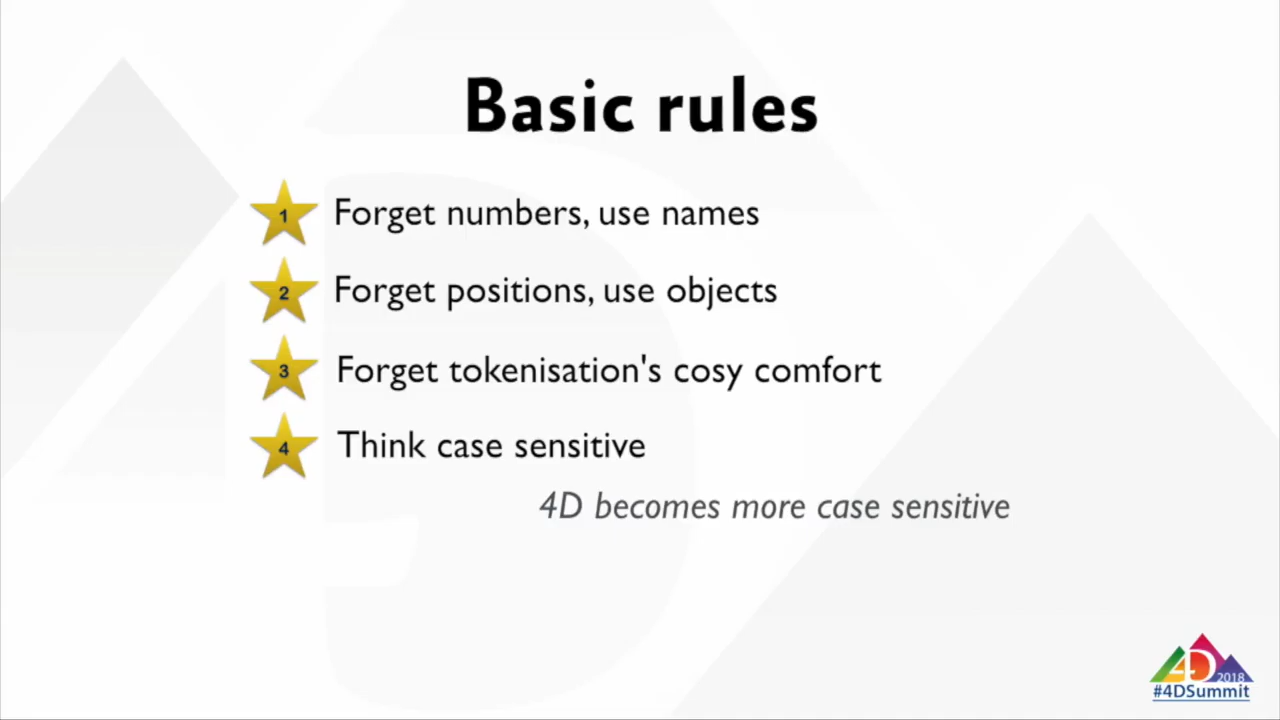 Basic rules
1 Forget numbers, use names
2 Forget positions, use objects
3 Forget tokenisation's cosy comfort
4 Think case sensitive
4D becomes more case sensitive
4D 2018
#4DSummit